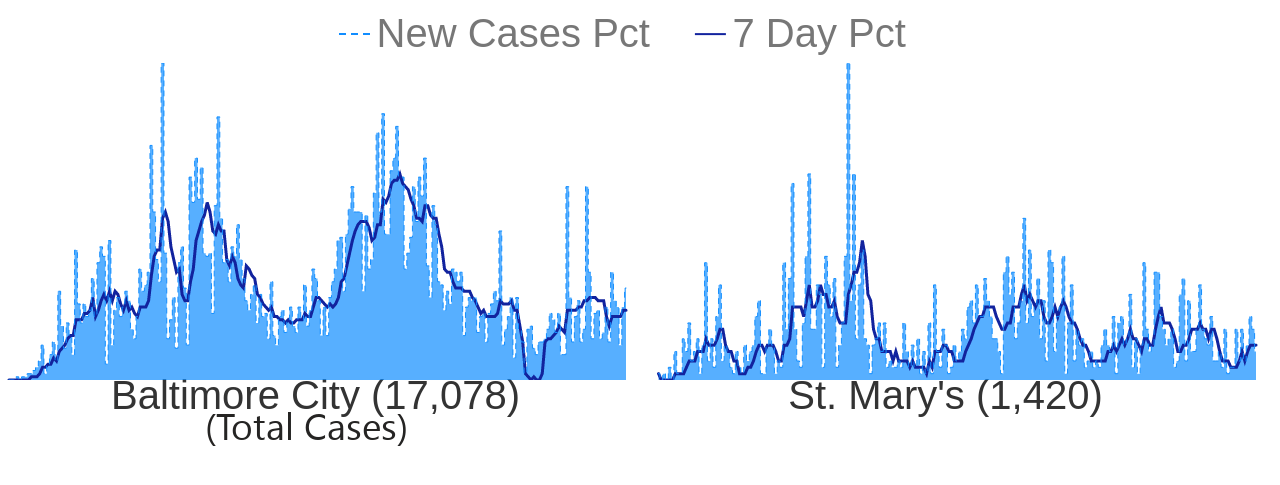 New Cases Pct 7 Day Pct
Baltimore City (17,078) St. Mary's (1,420)
(Total Cases)